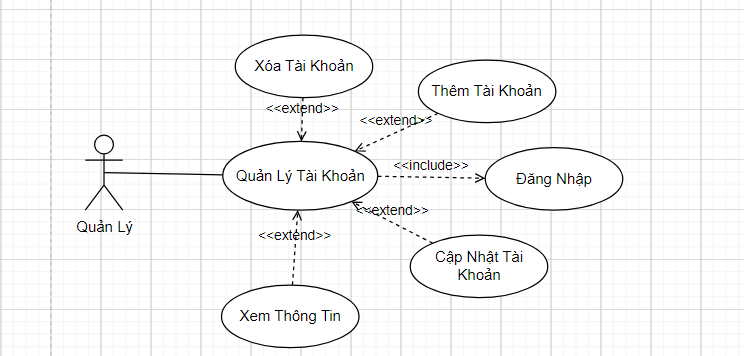 Xóa Tài Khoản
Thêm Tài Khoản
<<extend>>
<<extend>>
<<include>>
Quản Lý Tài Khoản
Đăng Nhập
Quản Lý
<<extend>>
<<extend>>
Cập Nhật Tài
Khoản
Xem Thông Tin